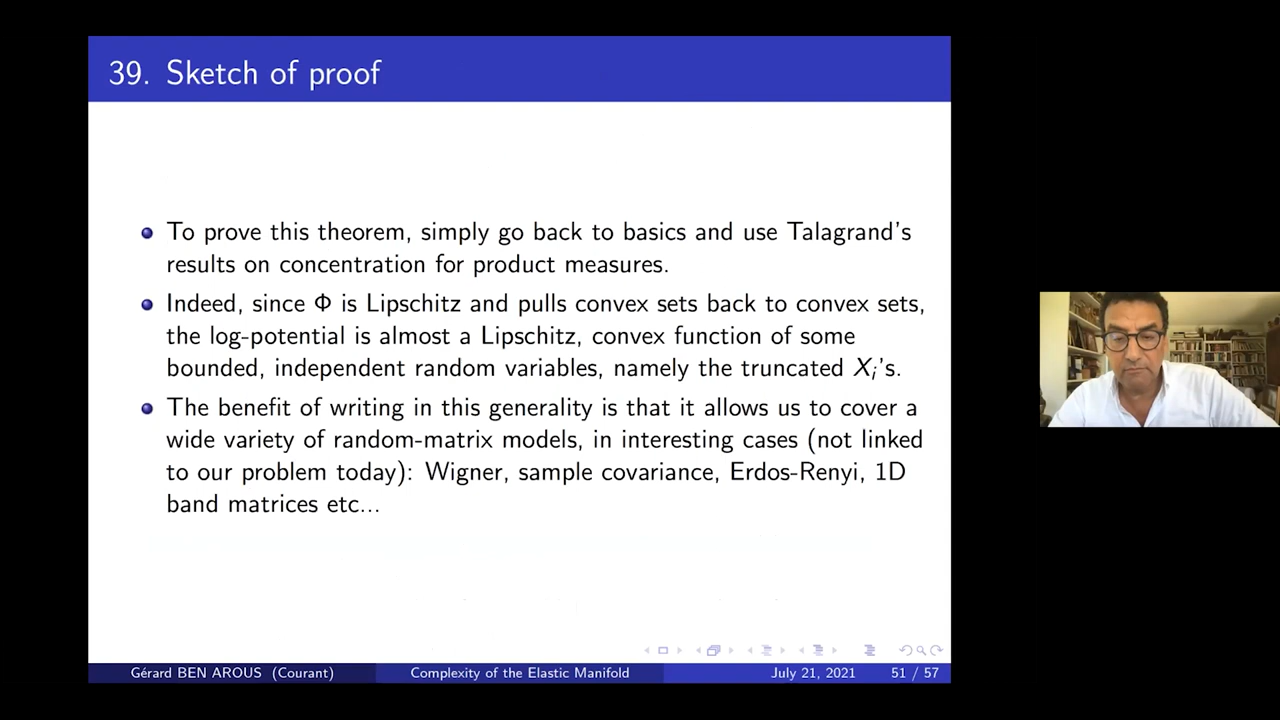 39. Sketch of proof
To prove this theorem, simply go back to basics and use Talagrand's
results on concentration for product measures.
Indeed, since Φ is Lipschitz and pulls convex sets back to convex sets,
the log-potential is almost a Lipschitz, convex function of some
bounded, independent random variables, namely the truncated Xᵢ's.
The benefit of writing in this generality is that it allows us to cover a
wide variety of random-matrix models, in interesting cases (not linked
to our problem today): Wigner, sample covariance, Erdos-Renyi, 1D
band matrices etc...
Gérard BEN AROUS (Courant) Complexity of the Elastic Manifold July 21, 2021 51 / 57